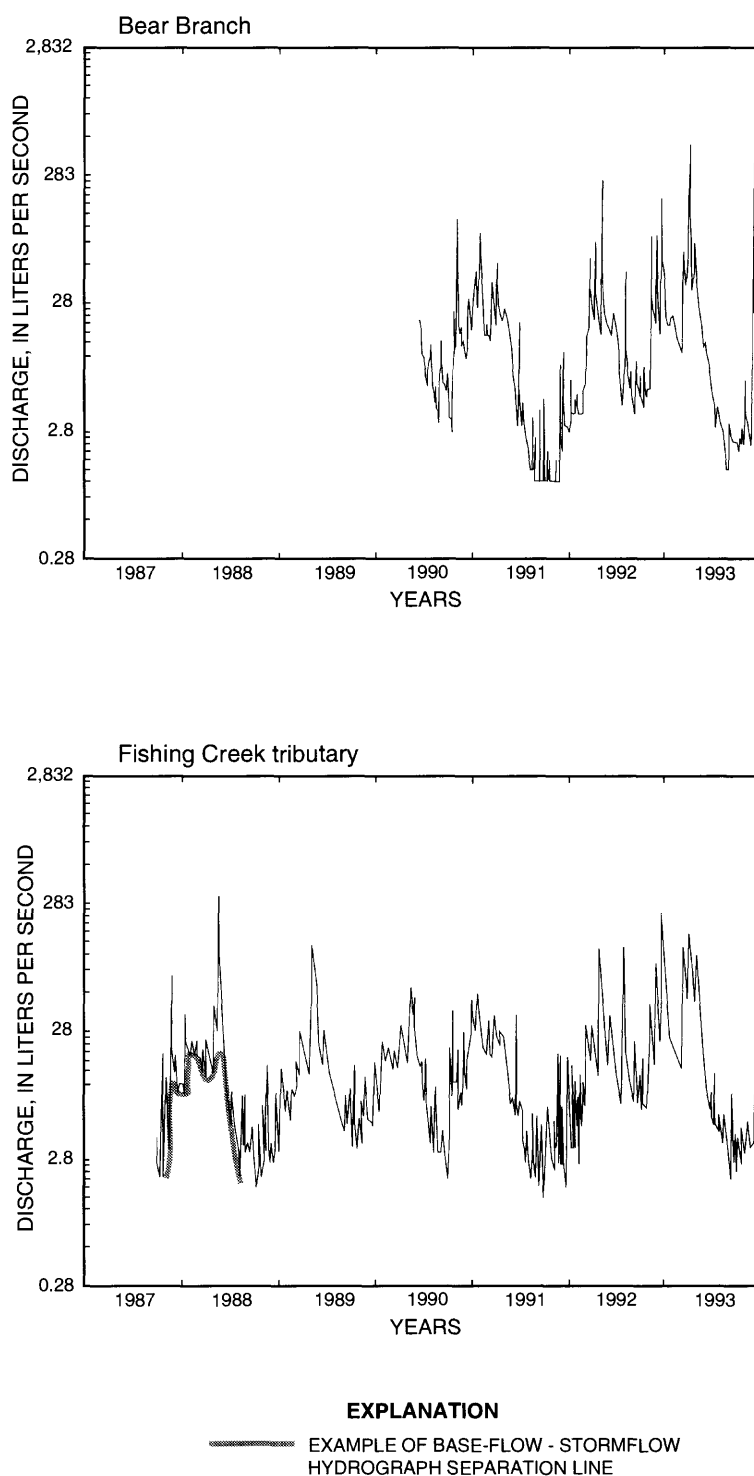 Bear Branch
2,832
283
28
2.8
0.28
DISCHARGE, IN LITERS PER SECOND
1987 1988 1989 1990 1991 1992 1993
YEARS
Fishing Creek tributary
2,832
283
28
2.8
0.28
DISCHARGE, IN LITERS PER SECOND
1987 1988 1989 1990 1991 1992 1993
YEARS
EXPLANATION
EXAMPLE OF BASE-FLOW - STORMFLOW
HYDROGRAPH SEPARATION LINE